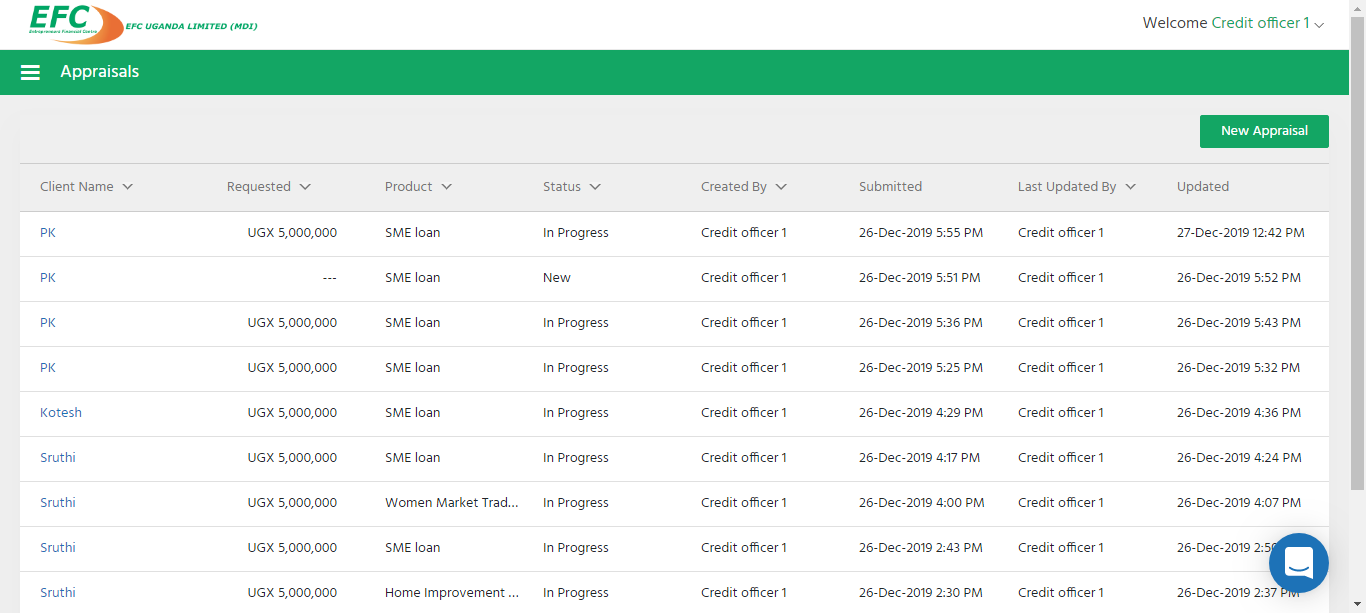 EFC
Entrepreneurs Financial Centre
EFC UGANDA LIMITED (MDI)
Welcome Credit officer 1
Appraisals
New Appraisal
Client Name Requested Product Status Created By Submitted Last Updated By Updated
PK UGX 5,000,000 SME loan In Progress Credit officer 1 26-Dec-2019 5:55 PM Credit officer 1 27-Dec-2019 12:42 PM
PK --- SME loan New Credit officer 1 26-Dec-2019 5:51 PM Credit officer 1 26-Dec-2019 5:52 PM
PK UGX 5,000,000 SME loan In Progress Credit officer 1 26-Dec-2019 5:36 PM Credit officer 1 26-Dec-2019 5:43 PM
PK UGX 5,000,000 SME loan In Progress Credit officer 1 26-Dec-2019 5:25 PM Credit officer 1 26-Dec-2019 5:32 PM
Kotesh UGX 5,000,000 SME loan In Progress Credit officer 1 26-Dec-2019 4:29 PM Credit officer 1 26-Dec-2019 4:36 PM
Sruthi UGX 5,000,000 SME loan In Progress Credit officer 1 26-Dec-2019 4:17 PM Credit officer 1 26-Dec-2019 4:24 PM
Sruthi UGX 5,000,000 Women Market Trad... In Progress Credit officer 1 26-Dec-2019 4:00 PM Credit officer 1 26-Dec-2019 4:07 PM
Sruthi UGX 5,000,000 SME loan In Progress Credit officer 1 26-Dec-2019 2:43 PM Credit officer 1 26-Dec-2019
Sruthi UGX 5,000,000 Home Improvement ... In Progress Credit officer 1 26-Dec-2019 2:30 PM Credit officer 1 26-Dec-2019 2:37 PM